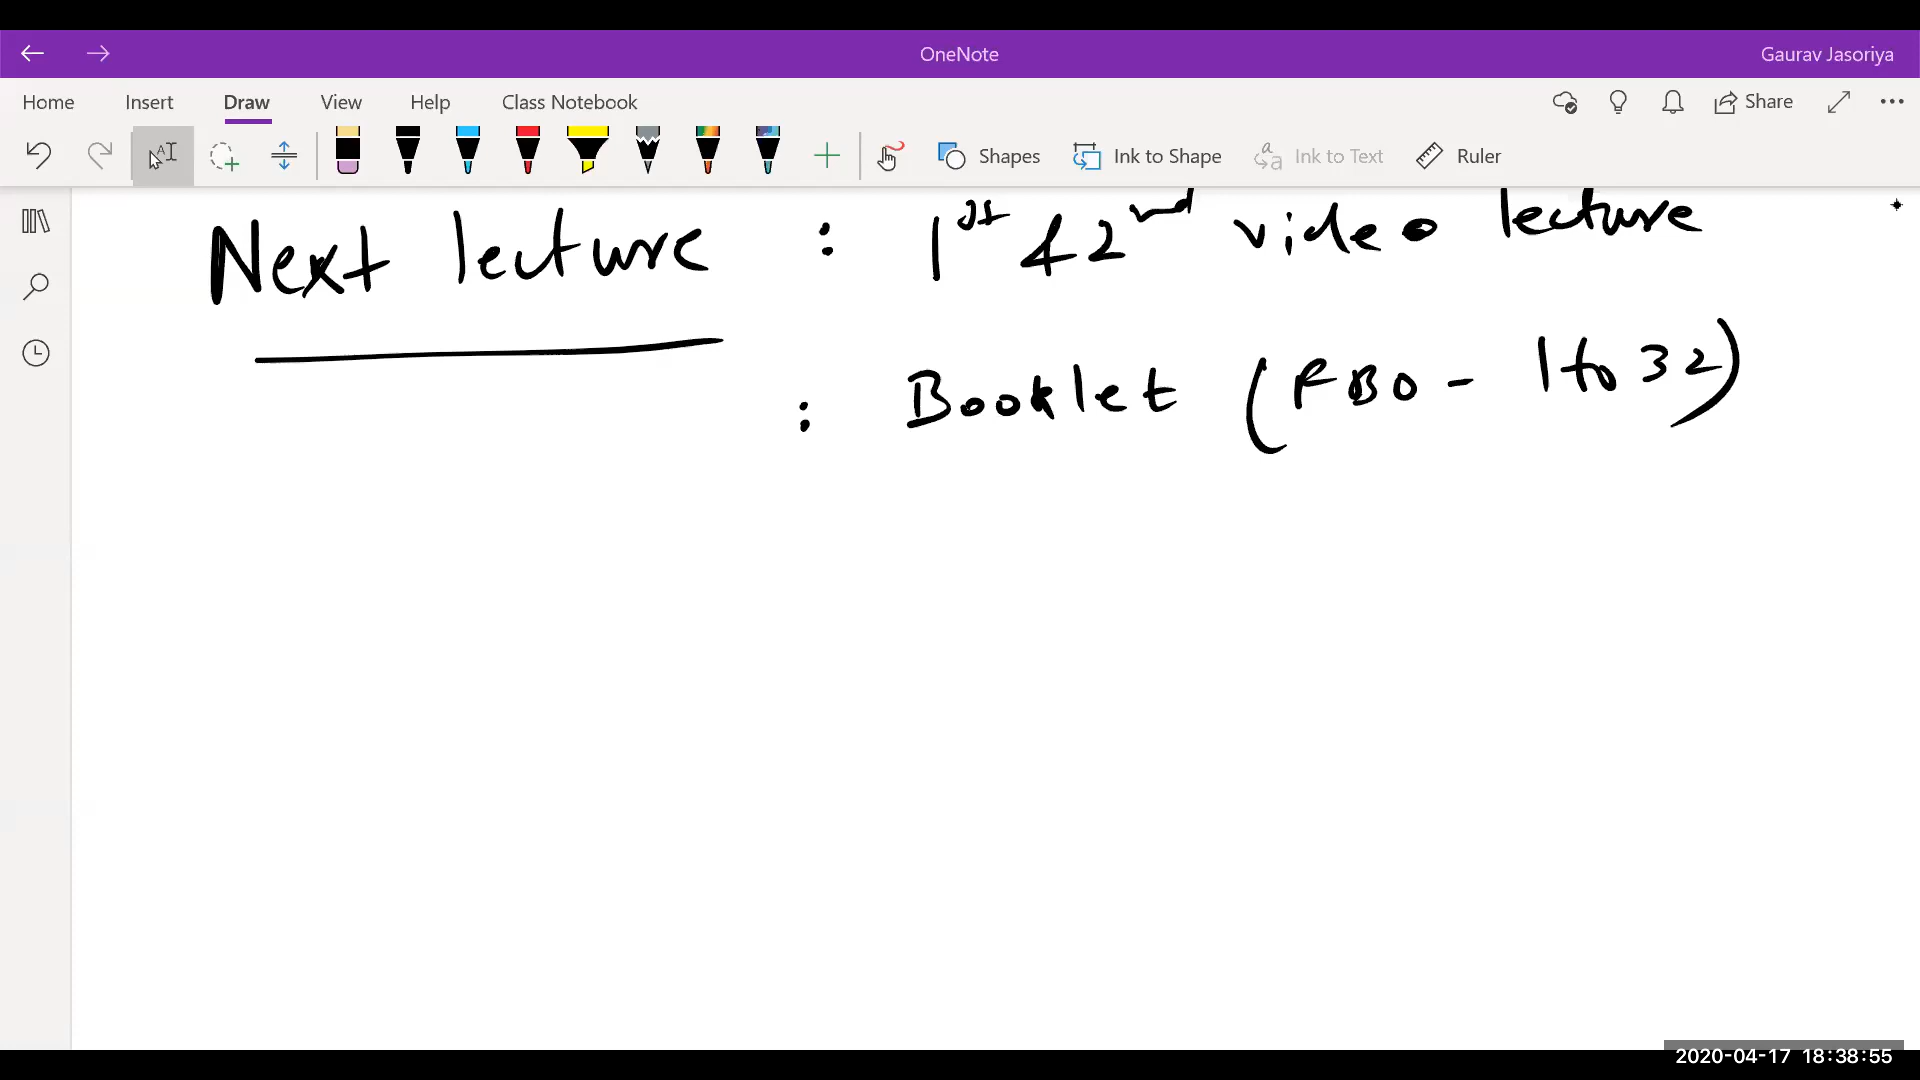 OneNote
Gaurav Jasoriya
Home Insert Draw View Help Class Notebook
Share
Shapes Ink to Shape Ink to Text Ruler
Next lecture : 1st & 2nd video lecture
: Booklet (FBO - 1 to 32)
2020-04-17 18:38:55